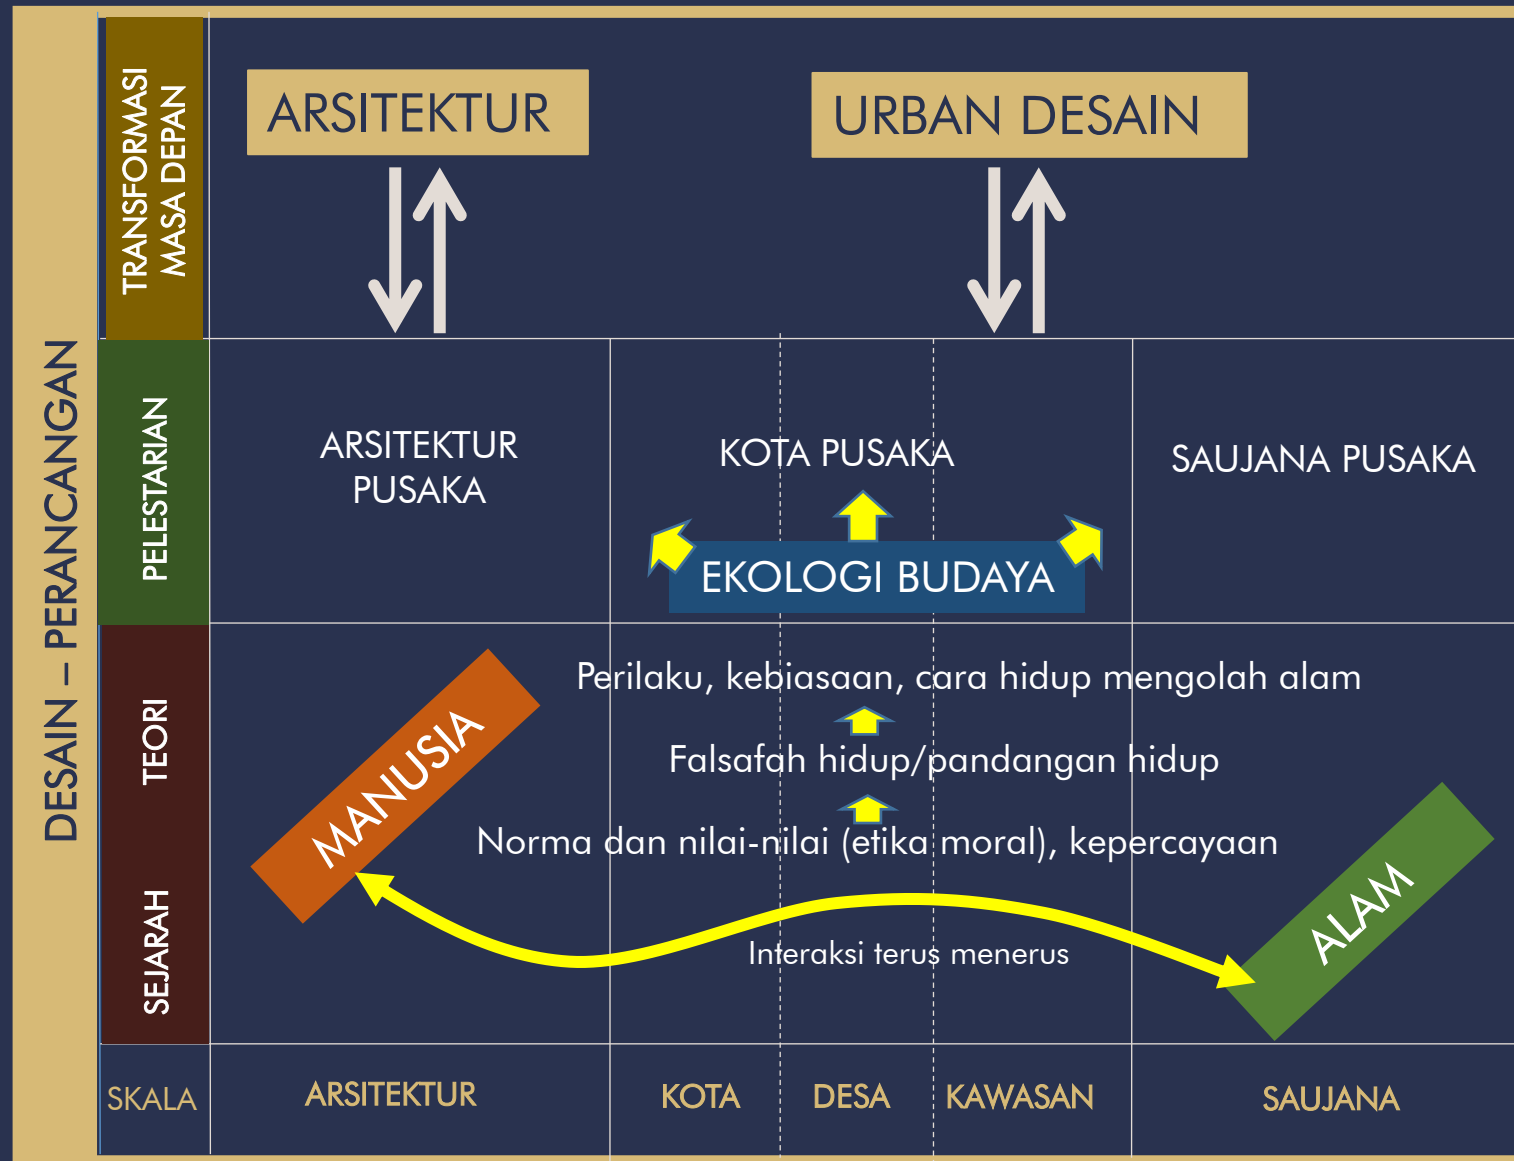 DESAIN – PERANCANGAN
TRANSFORMASI
MASA DEPAN
ARSITEKTUR
URBAN DESAIN
PELESTARIAN
ARSITEKTUR
PUSAKA
KOTA PUSAKA
SAUJANA PUSAKA
EKOLOGI BUDAYA
TEORI
SEJARAH
MANUSIA
Perilaku, kebiasaan, cara hidup mengolah alam
Falsafah hidup/pandangan hidup
Norma dan nilai-nilai (etika moral), kepercayaan
Interaksi terus menerus
ALAM
SKALA
ARSITEKTUR
KOTA
DESA
KAWASAN
SAUJANA